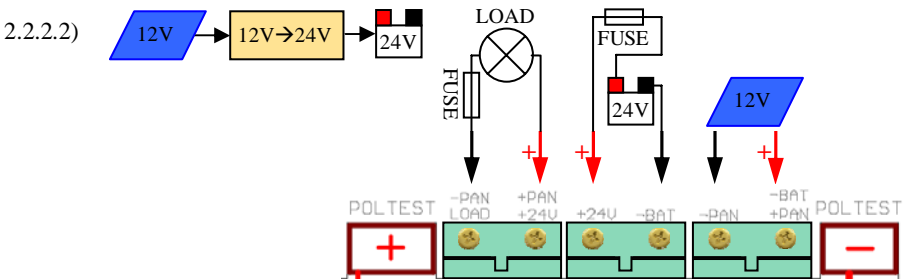 2.2.2.2)
12V
12V→24V
24V
LOAD
FUSE
+
FUSE
24V
+
12V
+
POLTEST
+
-PAN
LOAD
+PAN
+24V
+24V
-BAT
-PAN
-BAT
+PAN
POLTEST
−